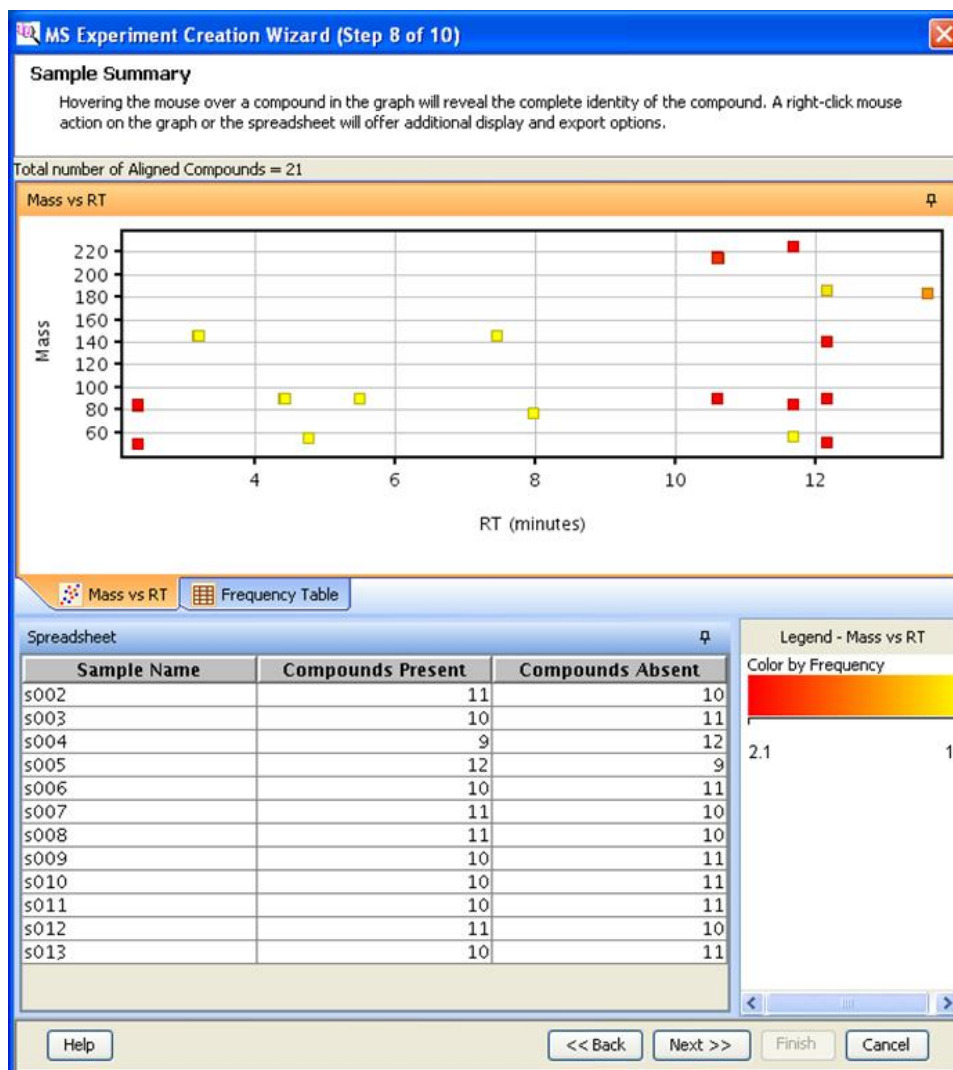 MS Experiment Creation Wizard (Step 8 of 10)
Sample Summary
Hovering the mouse over a compound in the graph will reveal the complete identity of the compound. A right-click mouse
action on the graph or the spreadsheet will offer additional display and export options.
Total number of Aligned Compounds = 21
Mass vs RT
Mass
220
200
180
160
140
120
100
80
60
4 6 8 10 12
RT (minutes)
Mass vs RT Frequency Table
Spreadsheet
Sample Name Compounds Present Compounds Absent
s002 11 10
s003 10 11
s004 9 12
s005 12 9
s006 10 11
s007 11 10
s008 11 10
s009 10 11
s010 10 11
s011 10 11
s012 11 10
s013 10 11
Legend - Mass vs RT
Color by Frequency
2.1 1
Help << Back Next >> Finish Cancel